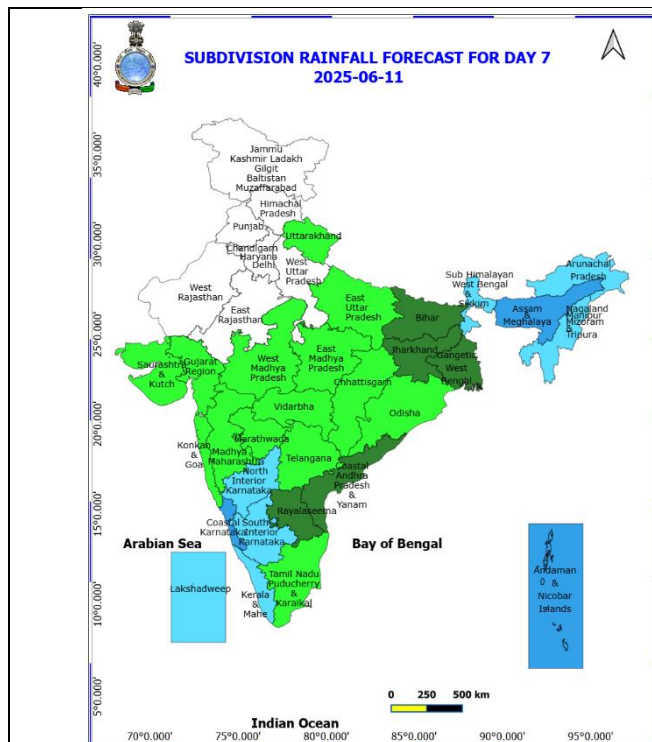 SUBDIVISION RAINFALL FORECAST FOR DAY 7
2025-06-11
40°0.000'
35°0.000'
30°0.000'
25°0.000'
20°0.000'
15°0.000'
10°0.000'
5°0.000'
Jammu
Kashmir Ladakh
Gilgit
Baltistan
Muzaffarabad
Himachal
Pradesh
Punjab
Uttarakhand
Chandigarh
Haryana
Delhi
West
Uttar
Pradesh
West
Rajasthan
East
Rajasthan
East
Uttar
Pradesh
Sub Himalayan
West Bengal
&
Sikkim
Arunachal
Pradesh
Assam
&
Meghalaya
Nagaland
Manipur
Mizoram
&
Tripura
Bihar
Jharkhand
Gangetic
West
Bengal
Saurashtra
&
Kutch
Gujarat
Region
West
Madhya
Pradesh
East
Madhya
Pradesh
Chhattisgarh
Odisha
Vidarbha
Konkan
&
Goa
Madhya
Maharashtra
Marathwada
Telangana
North
Interior
Karnataka
Coastal
Andhra
Pradesh
&
Yanam
Rayalaseema
Coastal
Karnataka
South
Interior
Karnataka
Arabian Sea
Bay of Bengal
Lakshadweep
Kerala
&
Mahe
Tamil Nadu
Puducherry
&
Karaikal
Andaman
&
Nicobar
Islands
0 250 500 km
Indian Ocean
70°0.000' 75°0.000' 80°0.000' 85°0.000' 90°0.000' 95°0.000'